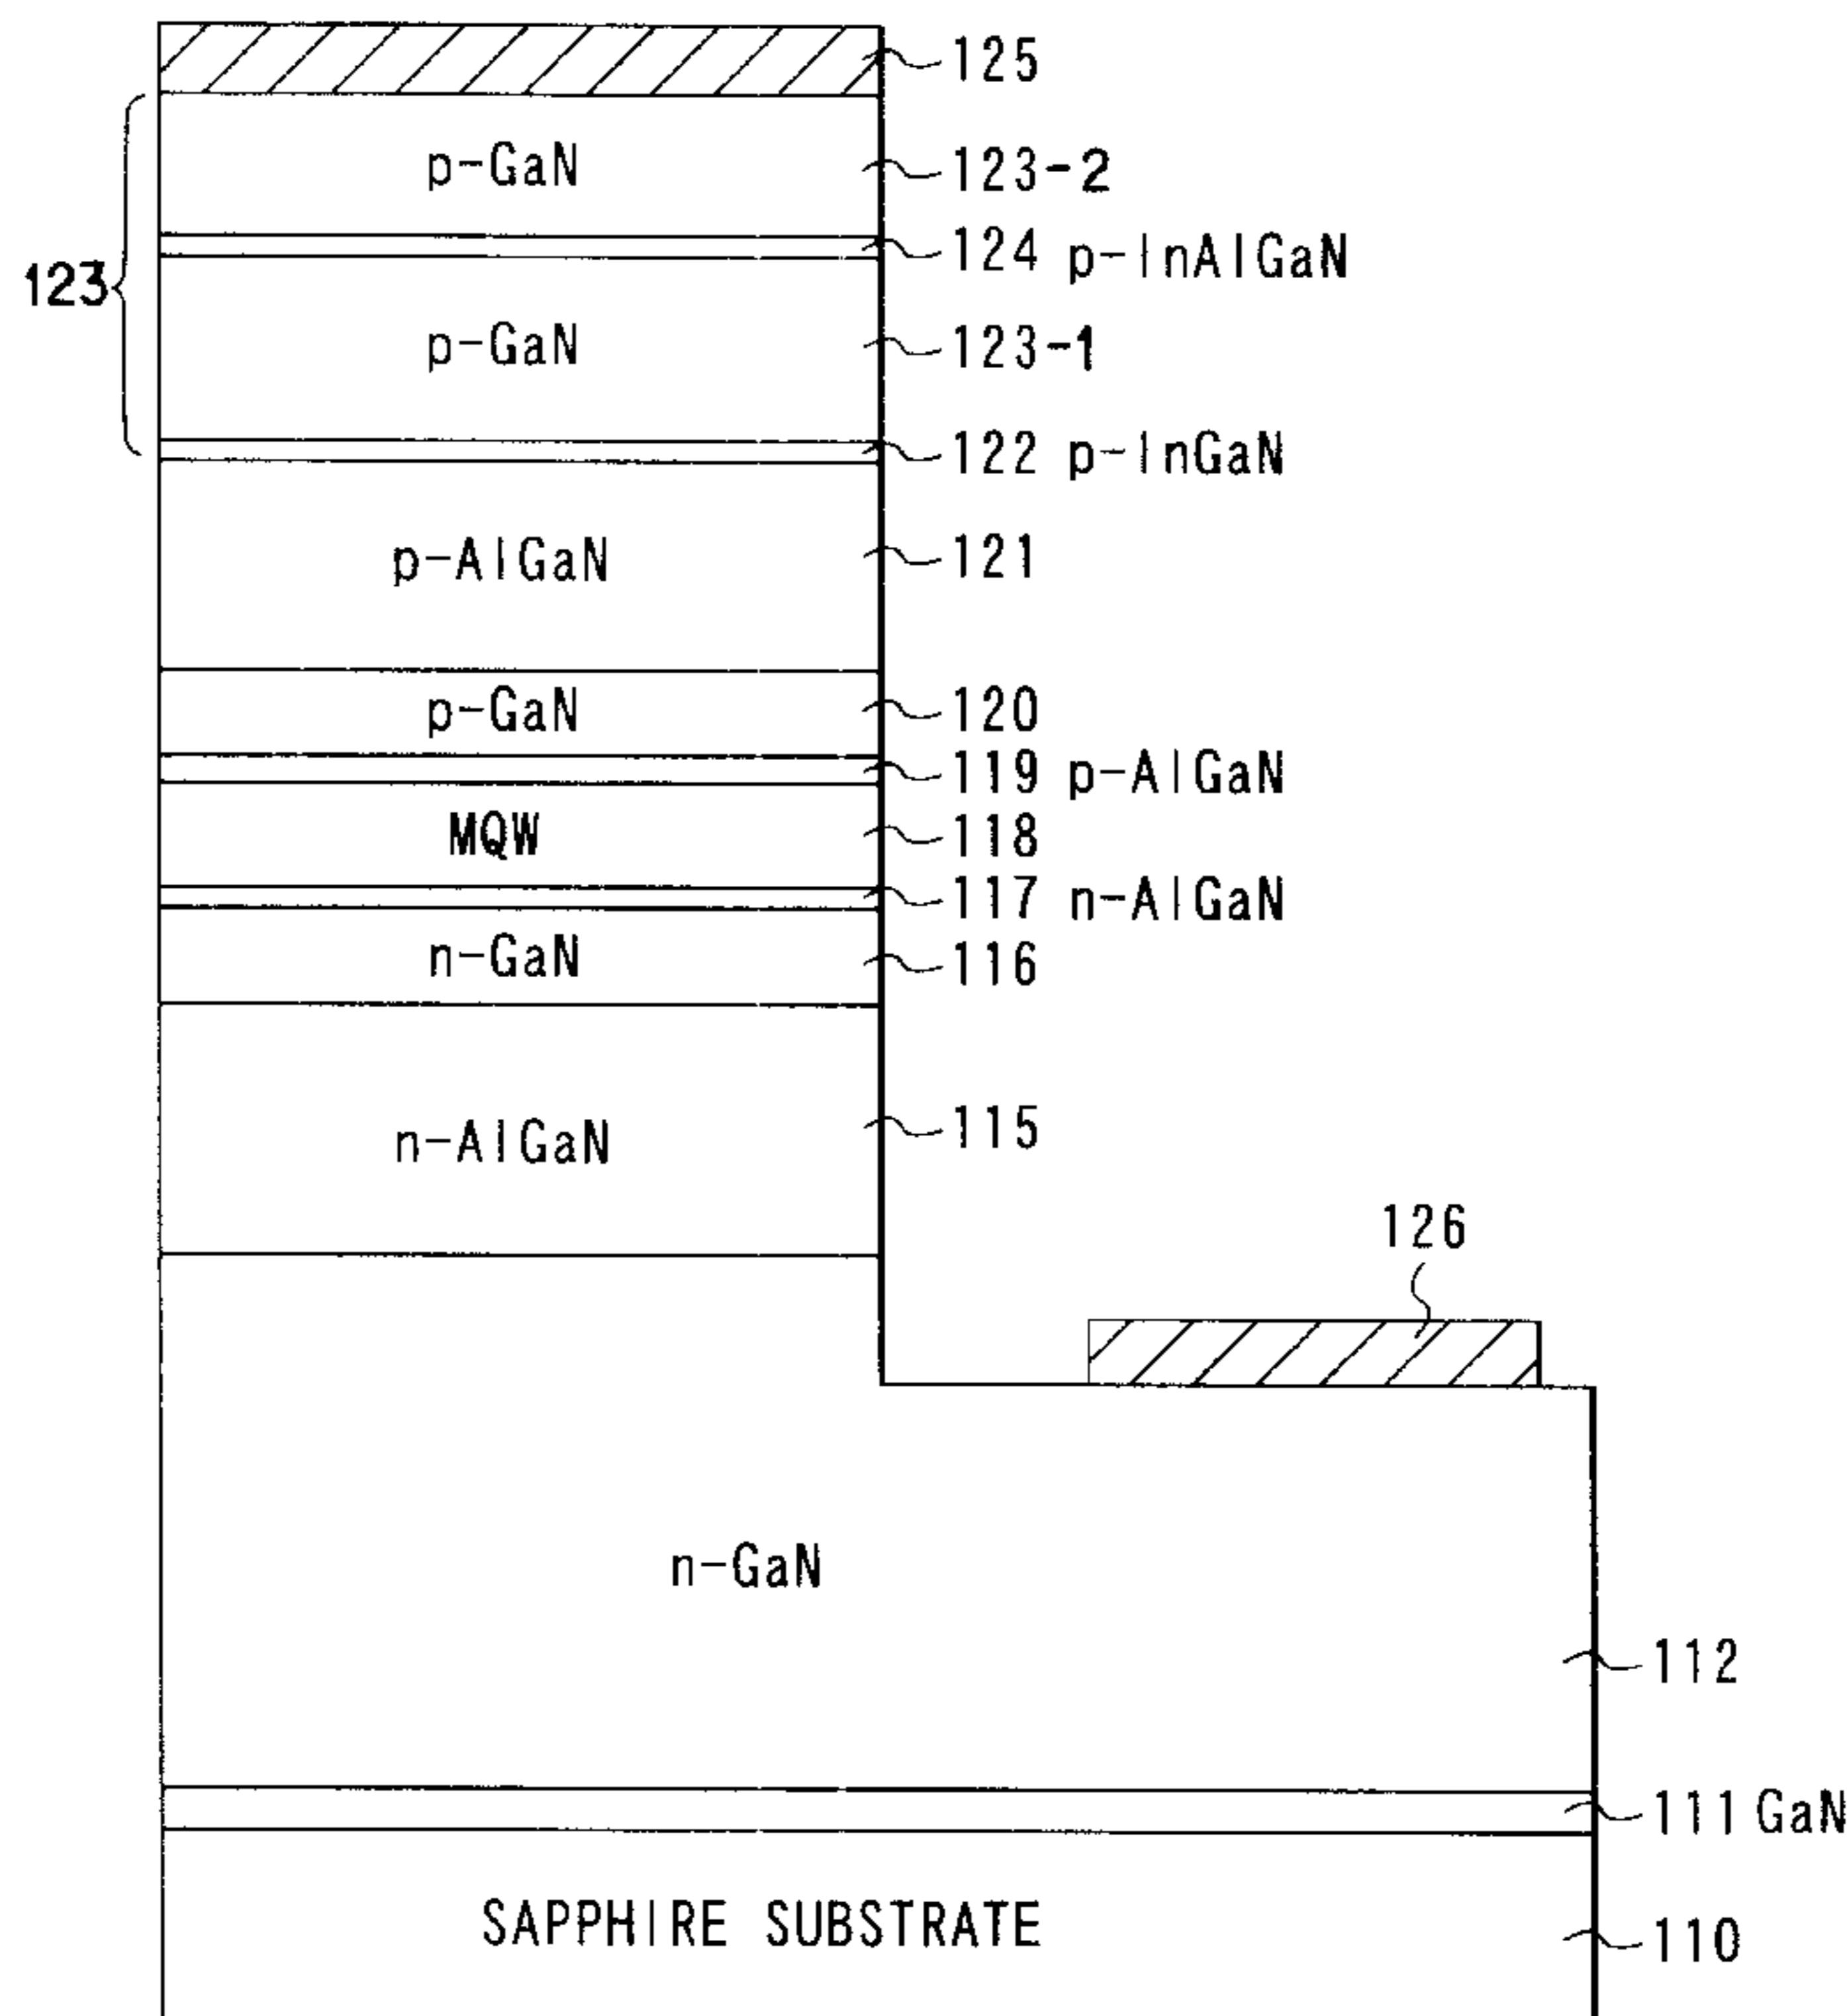 125
p-GaN 123-2
124 p-InAlGaN
123
p-GaN 123-1
122 p-InGaN
p-AlGaN 121
p-GaN 120
119 p-AlGaN
MQW 118
117 n-AlGaN
n-GaN 116
n-AlGaN 115
126
n-GaN
112
111 GaN
SAPPHIRE SUBSTRATE 110